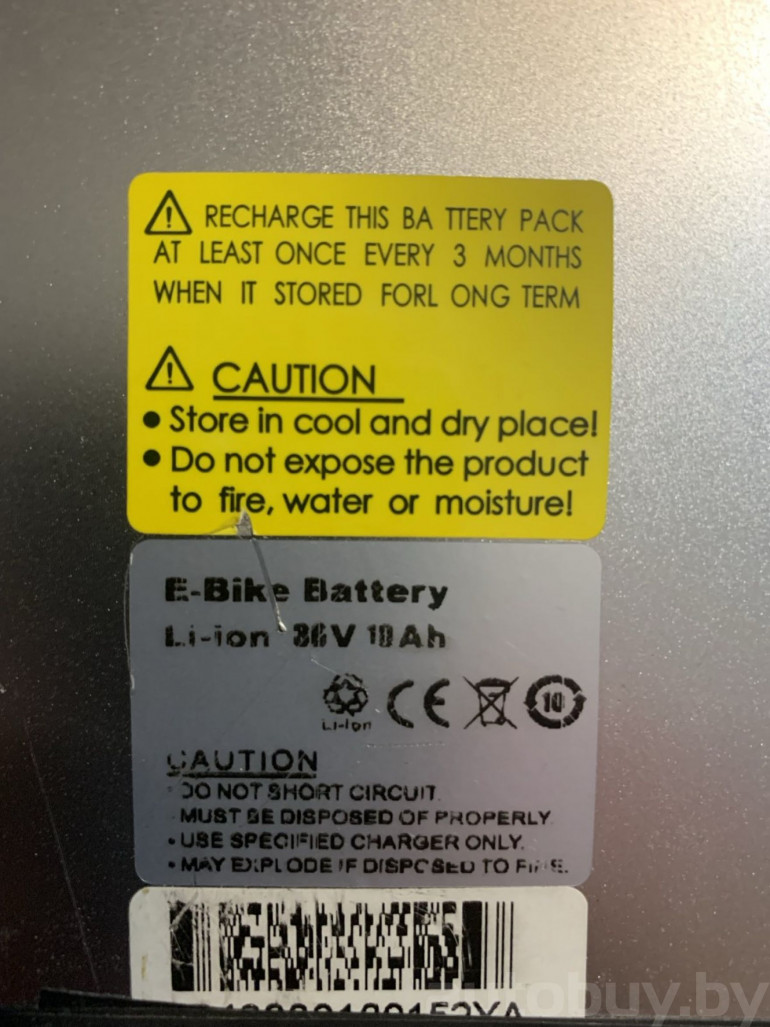 RECHARGE THIS BA TTERY PACK
AT LEAST ONCE EVERY 3 MONTHS
WHEN IT STORED FORL ONG TERM
CAUTION
• Store in cool and dry place!
• Do not expose the product
to fire, water or moisture!
E-Bike Battery
Li-ion 36V 10Ah
Li-Ion
CE
10
CAUTION
DO NOT SHORT CIRCUIT.
MUST BE DISPOSED OF PROPERLY
• USE SPECIFIED CHARGER ONLY.
• MAY EXPLODE IF DISPOSED TO FIRE.
autobuy.by